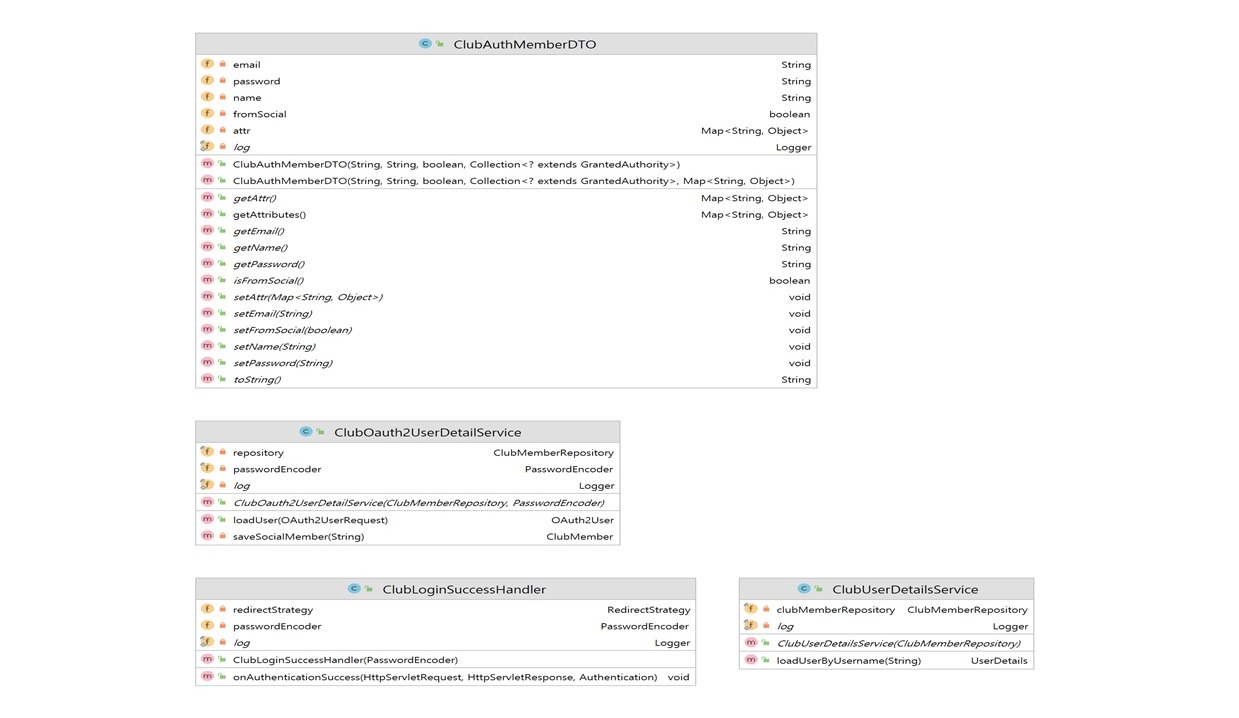 ClubAuthMemberDTO
email String
password String
name String
fromSocial boolean
attr Map<String, Object>
log Logger
ClubAuthMemberDTO(String, String, boolean, Collection<? extends GrantedAuthority>)
ClubAuthMemberDTO(String, String, boolean, Collection<? extends GrantedAuthority>, Map<String, Object>)
getAttr() Map<String, Object>
getAttributes() Map<String, Object>
getEmail() String
getName() String
getPassword() String
isFromSocial() boolean
setAttr(Map<String, Object>) void
setEmail(String) void
setFromSocial(boolean) void
setName(String) void
setPassword(String) void
toString() String
ClubOauth2UserDetailService
repository ClubMemberRepository
passwordEncoder PasswordEncoder
log Logger
ClubOauth2UserDetailService(ClubMemberRepository, PasswordEncoder)
loadUser(OAuth2UserRequest) OAuth2User
saveSocialMember(String) ClubMember
ClubLoginSuccessHandler
redirectStrategy RedirectStrategy
passwordEncoder PasswordEncoder
log Logger
ClubLoginSuccessHandler(PasswordEncoder)
onAuthenticationSuccess(HttpServletRequest, HttpServletResponse, Authentication) void
ClubUserDetailsService
clubMemberRepository ClubMemberRepository
log Logger
ClubUserDetailsService(ClubMemberRepository)
loadUserByUsername(String) UserDetails